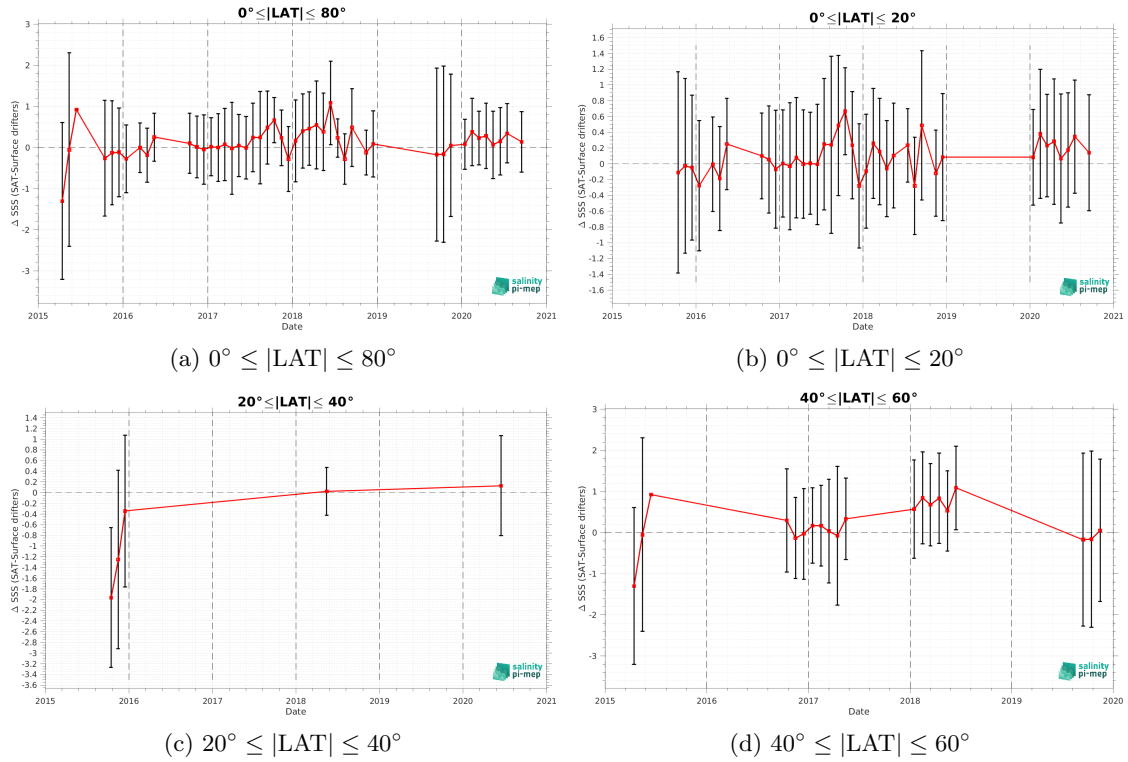 0°≤|LAT|≤ 80°
3
2
1
0
-1
-2
-3
Δ SSS (SAT-Surface drifters)
2015 2016 2017 2018 2019 2020 2021
Date
salinity
pi-mep
(a) 0° ≤ |LAT| ≤ 80°
0°≤|LAT|≤ 20°
1.6
1.4
1.2
1
0.8
0.6
0.4
0.2
0
-0.2
-0.4
-0.6
-0.8
-1
-1.2
-1.4
-1.6
Δ SSS (SAT-Surface drifters)
2015 2016 2017 2018 2019 2020 2021
Date
salinity
pi-mep
(b) 0° ≤ |LAT| ≤ 20°
20°≤|LAT|≤ 40°
1.4
1.2
1
0.8
0.6
0.4
0.2
0
-0.2
-0.4
-0.6
-0.8
-1
-1.2
-1.4
-1.6
-1.8
-2
-2.2
-2.4
-2.6
-2.8
-3
-3.2
-3.4
-3.6
Δ SSS (SAT-Surface drifters)
2015 2016 2017 2018 2019 2020 2021
Date
salinity
pi-mep
(c) 20° ≤ |LAT| ≤ 40°
40°≤|LAT|≤ 60°
3
2
1
0
-1
-2
-3
Δ SSS (SAT-Surface drifters)
2015 2016 2017 2018 2019 2020
Date
salinity
pi-mep
(d) 40° ≤ |LAT| ≤ 60°